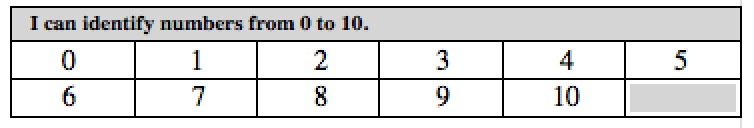 I can identify numbers from 0 to 10.
0 1 2 3 4 5
6 7 8 9 10